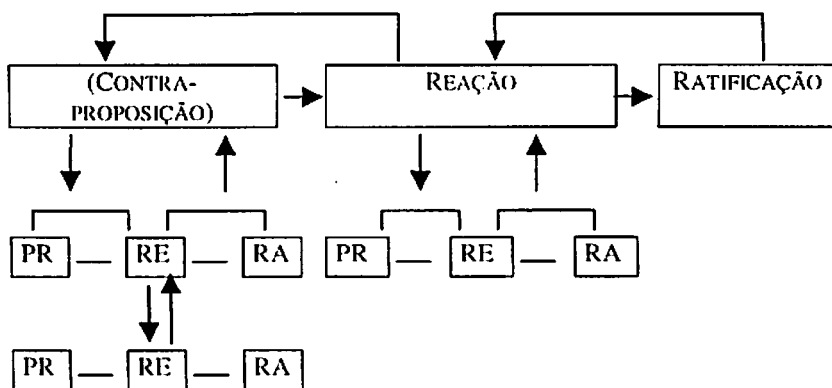 (CONTRA-
PROPOSIÇÃO)
REAÇÃO
RATIFICAÇÃO
PR — RE — RA
PR — RE — RA
PR — RE — RA